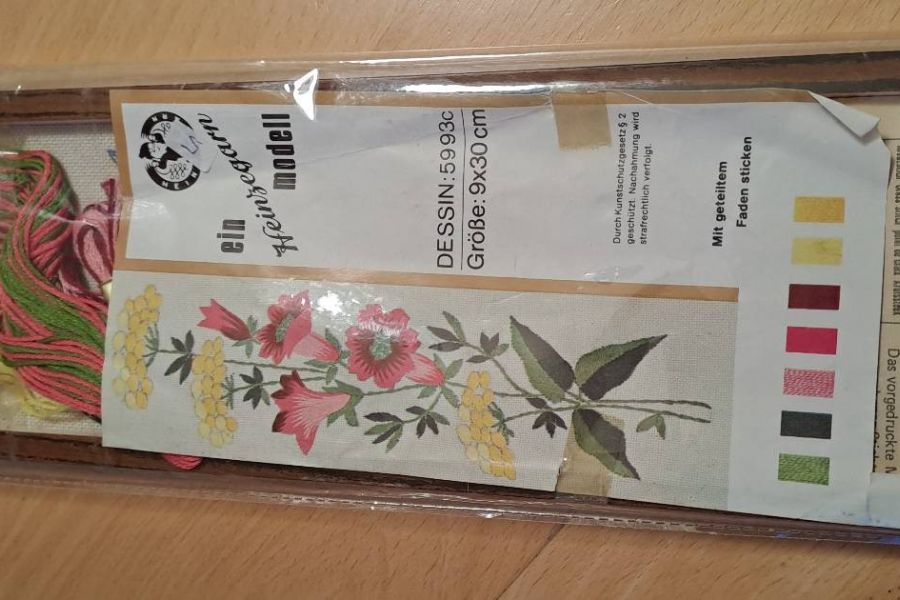 ein
Heinzegarn
modell
DESSIN: 5993c
Größe: 9x30 cm
Durch Kunstschutzgesetz § 2
geschützt. Nachahmung wird
strafrechtlich verfolgt.
Mit geteiltem
Faden sticken
Das vorgedruckte